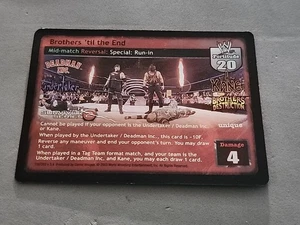 Brothers 'til the End
Mid-match Reversal; Special: Run-in
Fortitude
20
DEADMAN
INC.
Undertaker
KANE
BROTHERS
OF
DESTRUCTION
unique
Cannot be played if your opponent is the Undertaker / Deadman Inc.
or Kane.
When played by the Undertaker / Deadman Inc., this card is -10F.
Reverse any maneuver and end your opponent's turn. You may draw
1 card.
When played in a Tag Team format match, and your team is the
Undertaker / Deadman Inc. and Kane, you may each draw 1 card.
Damage
4